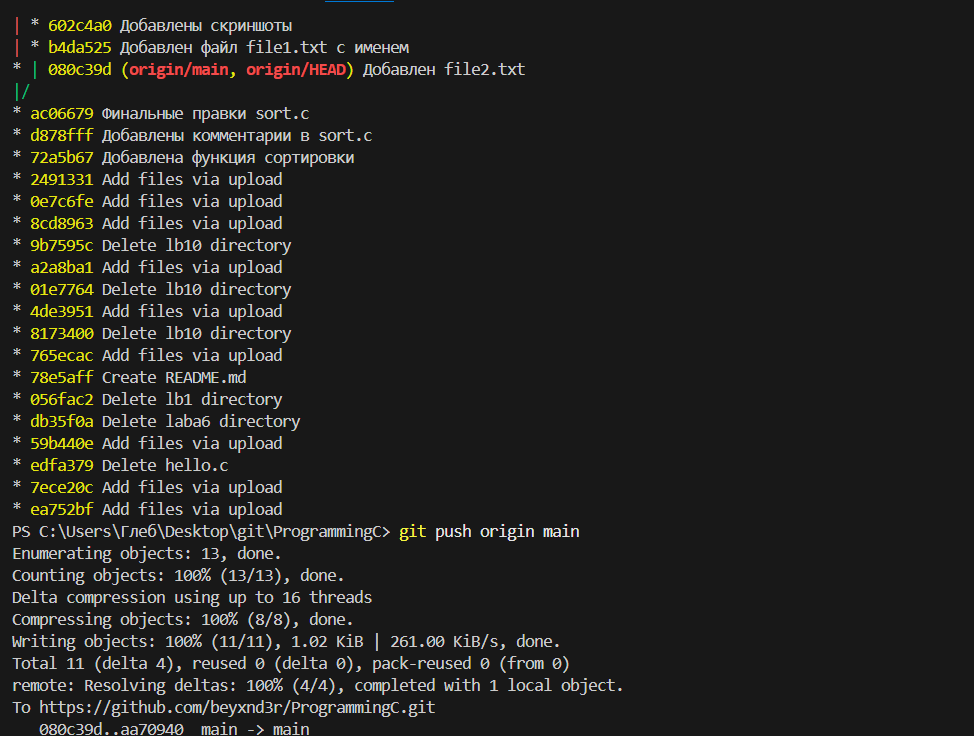 | * 602c4a0 Добавлены скриншоты
| * b4da525 Добавлен файл file1.txt с именем
* | 080c39d (origin/main, origin/HEAD) Добавлен file2.txt
|/
* ac06679 Финальные правки sort.c
* d878fff Добавлены комментарии в sort.c
* 72a5b67 Добавлена функция сортировки
* 2491331 Add files via upload
* 0e7c6fe Add files via upload
* 8cd8963 Add files via upload
* 9b7595c Delete lb10 directory
* a2a8ba1 Add files via upload
* 01e7764 Delete lb10 directory
* 4de3951 Add files via upload
* 8173400 Delete lb10 directory
* 765ecac Add files via upload
* 78e5aff Create README.md
* 056fac2 Delete lb1 directory
* db35f0a Delete laba6 directory
* 59b440e Add files via upload
* edfa379 Delete hello.c
* 7ece20c Add files via upload
* ea752bf Add files via upload
PS C:\Users\Глеб\Desktop\git\ProgrammingC> git push origin main
Enumerating objects: 13, done.
Counting objects: 100% (13/13), done.
Delta compression using up to 16 threads
Compressing objects: 100% (8/8), done.
Writing objects: 100% (11/11), 1.02 KiB | 261.00 KiB/s, done.
Total 11 (delta 4), reused 0 (delta 0), pack-reused 0 (from 0)
remote: Resolving deltas: 100% (4/4), completed with 1 local object.
To https://github.com/beyxnd3r/ProgrammingC.git
   080c39d..aa70940  main -> main